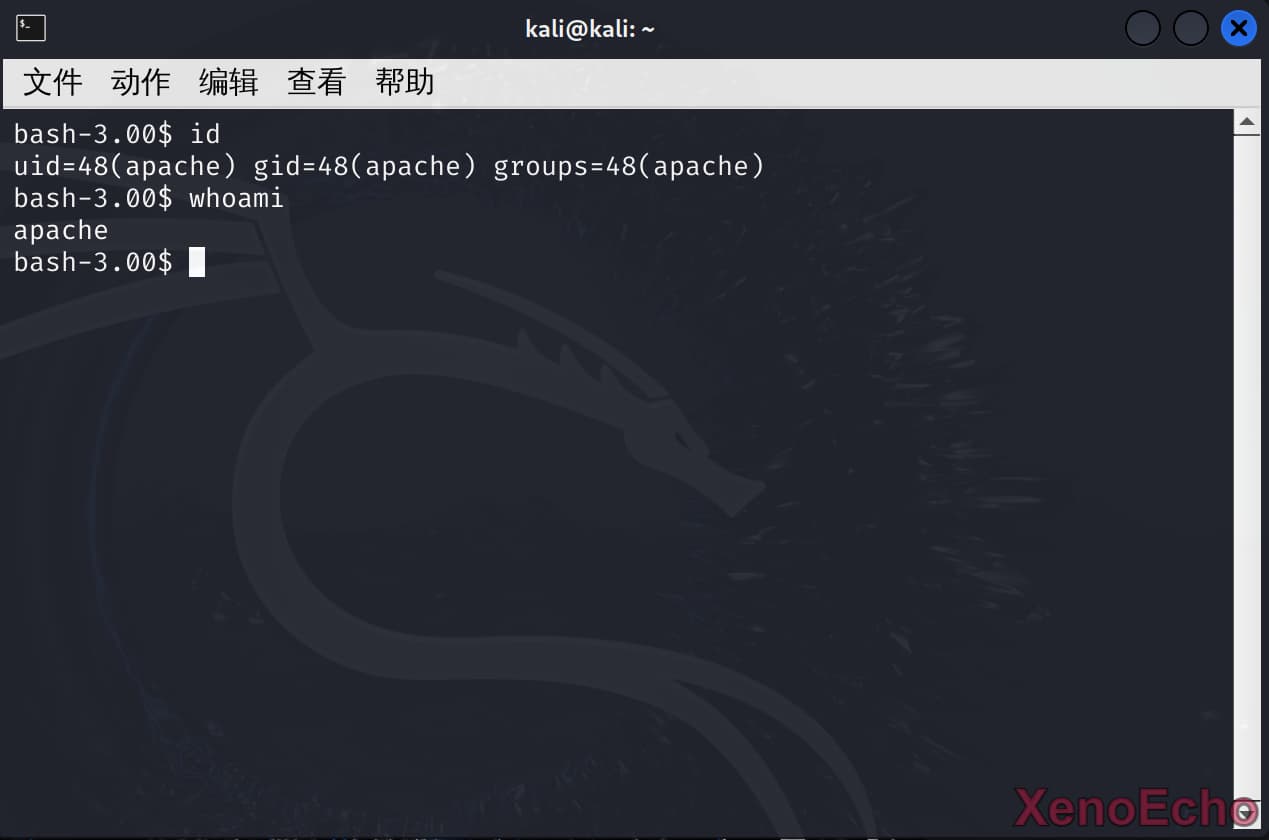 kali@kali: ~
文件 动作 编辑 查看 帮助
bash-3.00$ id
uid=48(apache) gid=48(apache) groups=48(apache)
bash-3.00$ whoami
apache
bash-3.00$
XenoEcho